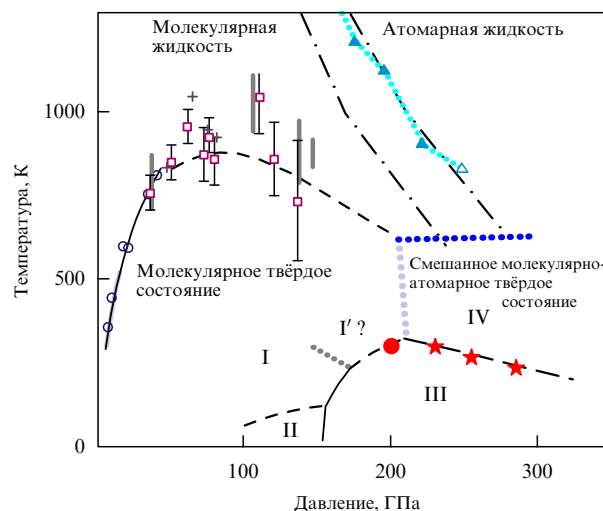 Молекулярная
жидкость
Атомарная жидкость
1000
Температура, К
500
Молекулярное твёрдое
состояние
Смешанное молекулярно-
атомарное твёрдое
состояние
I′ ?
IV
I
III
II
0
100
200
300
Давление, ГПа